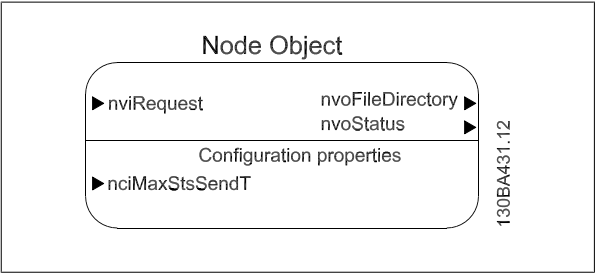 Node Object
nviRequest
nvoFileDirectory
nvoStatus
Configuration properties
nciMaxStsSendT
130BA431.12